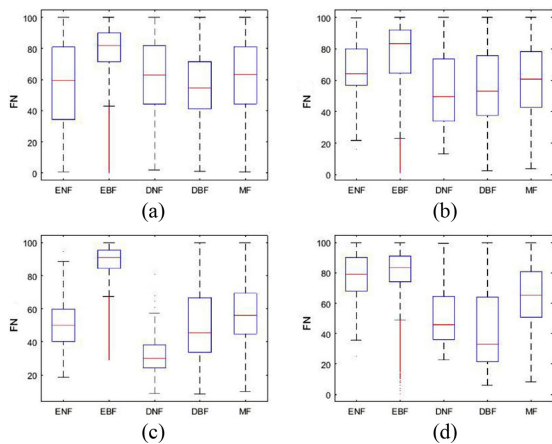 100
80
60
40
20
0
FN
ENF EBF DNF DBF MF
(a)
100
80
60
40
20
0
FN
ENF EBF DNF DBF MF
(b)
100
80
60
40
20
FN
ENF EBF DNF DBF MF
(c)
100
80
60
40
20
0
FN
ENF EBF DNF DBF MF
(d)